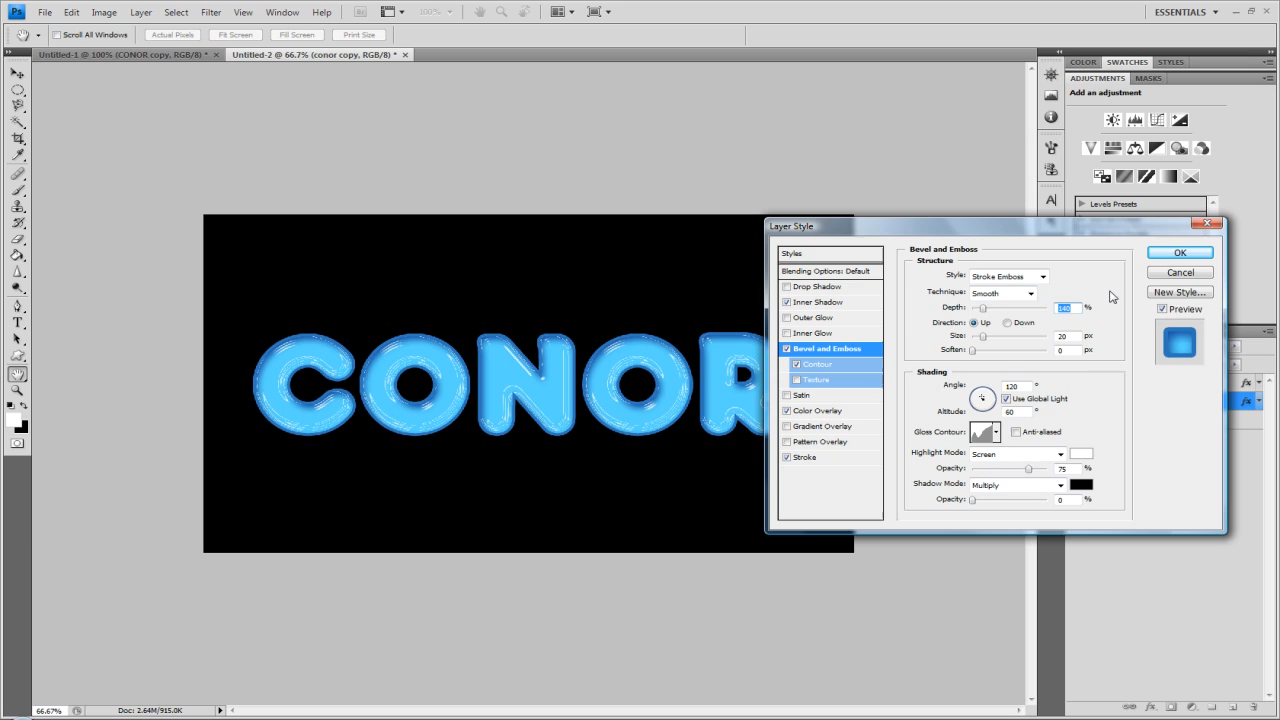 Ps File Edit Image Layer Select Filter View Window Help 100% ESSENTIALS
Scroll All Windows Actual Pixels Fit Screen Fill Screen Print Size
Untitled-1 @ 100% (CONOR copy, RGB/8) * × Untitled-2 @ 66.7% (conor copy, RGB/8) * ×
COLOR SWATCHES STYLES
ADJUSTMENTS MASKS
Add an adjustment
Levels Presets
CONOR
Layer Style
Styles
Blending Options: Default
Drop Shadow
Inner Shadow
Outer Glow
Inner Glow
Bevel and Emboss
Contour
Texture
Satin
Color Overlay
Gradient Overlay
Pattern Overlay
Stroke
Bevel and Emboss
Structure
Style: Stroke Emboss
Technique: Smooth
Depth: 140 %
Direction: Up Down
Size: 20 px
Soften: 0 px
Shading
Angle: 120 °
Use Global Light
Altitude: 60 °
Gloss Contour: Anti-aliased
Highlight Mode: Screen
Opacity: 75 %
Shadow Mode: Multiply
Opacity: 0 %
OK
Cancel
New Style...
Preview
fx
fx
66.67% Doc: 2.64M/915.0K